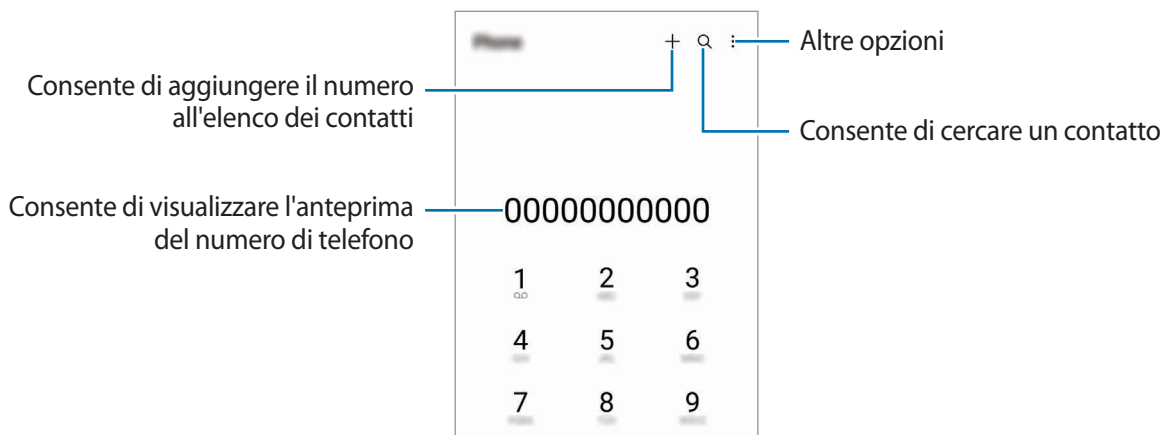 Altre opzioni
Consente di aggiungere il numero
all'elenco dei contatti
Consente di cercare un contatto
Consente di visualizzare l'anteprima
del numero di telefono
00000000000
1 2 3
4 5 6
7 8 9